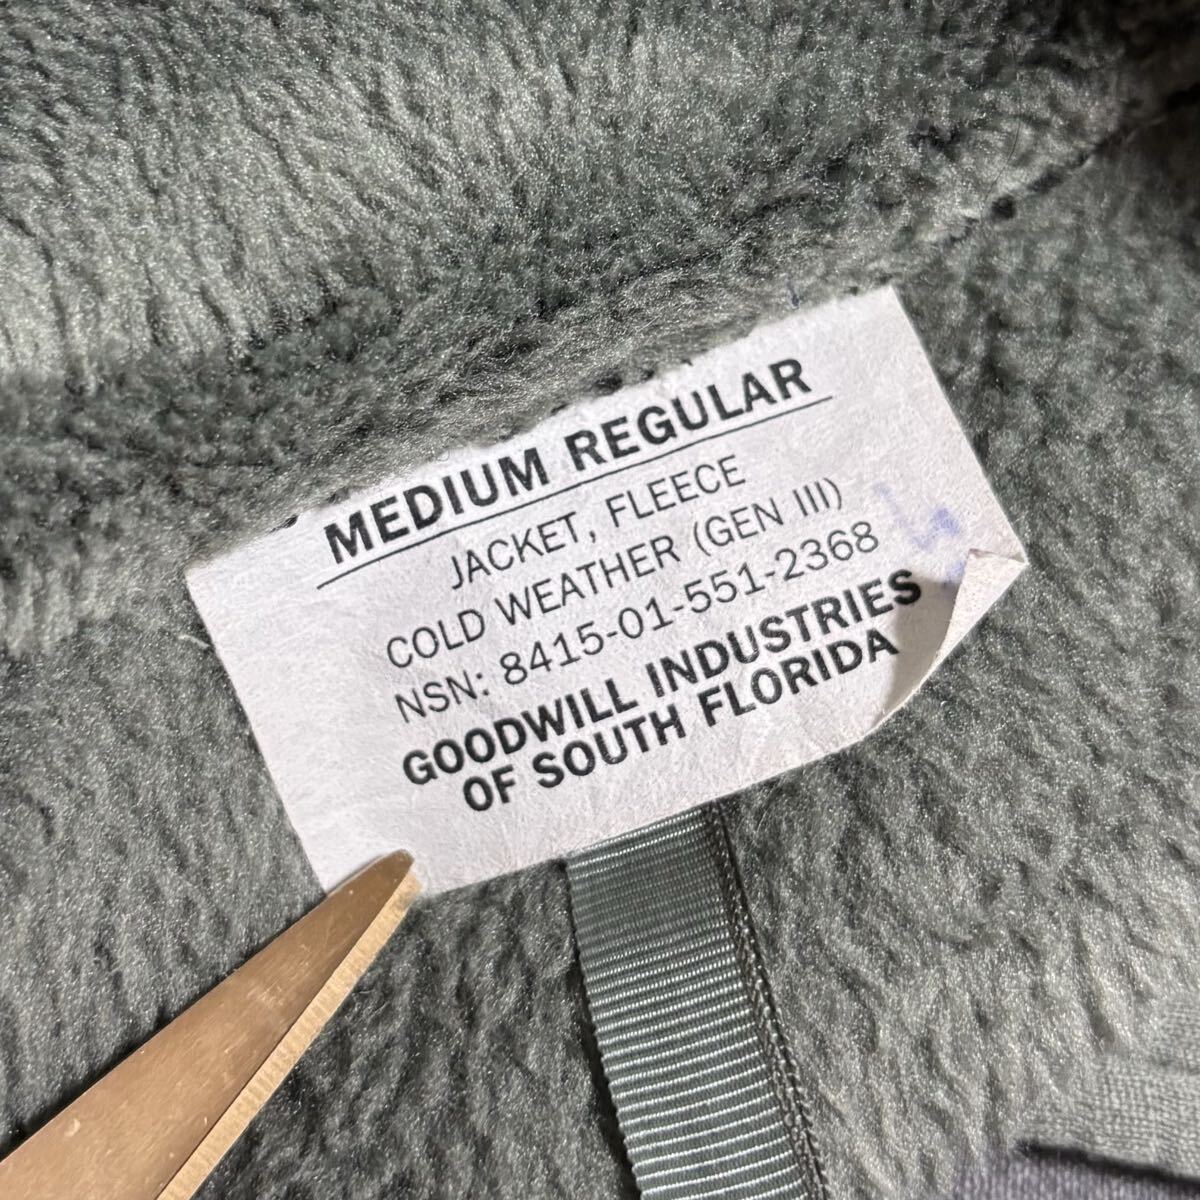 MEDIUM REGULAR
JACKET, FLEECE
COLD WEATHER (GEN III)
NSN: 8415-01-551-2368
GOODWILL INDUSTRIES
OF SOUTH FLORIDA